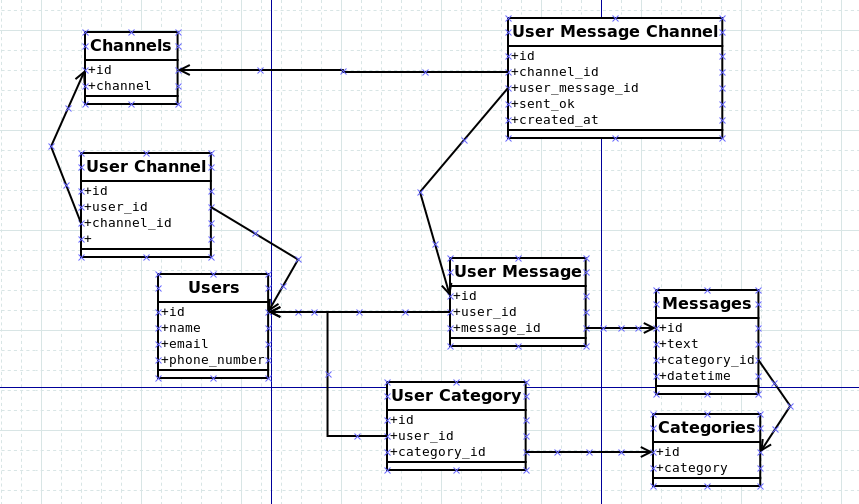 Channels
+id
+channel
User Message Channel
+id
+channel_id
+user_message_id
+sent_ok
+created_at
User Channel
+id
+user_id
+channel_id
+
Users
+id
+name
+email
+phone_number
User Message
+id
+user_id
+message_id
Messages
+id
+text
+category_id
+datetime
User Category
+id
+user_id
+category_id
Categories
+id
+category